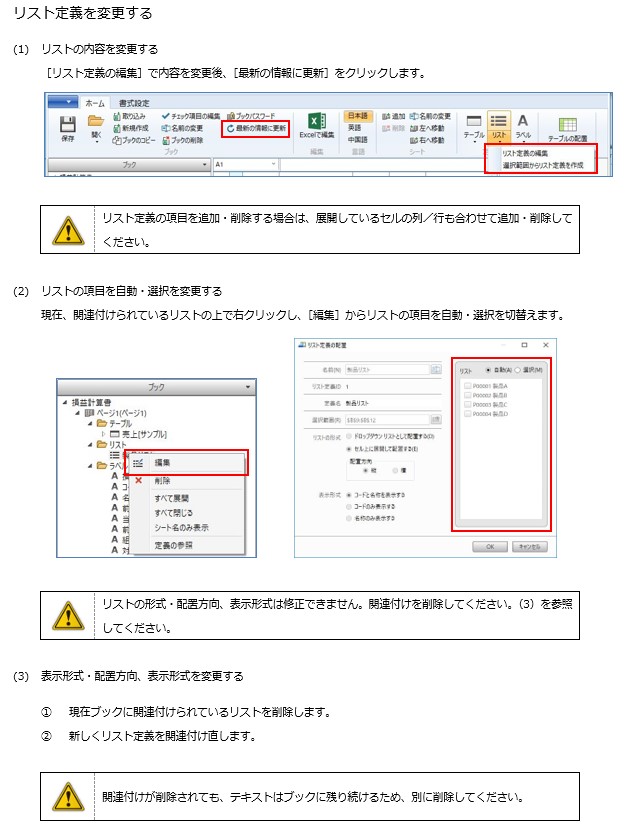 リスト定義を変更する
(1) リストの内容を変更する
［リスト定義の編集］で内容を変更後、［最新の情報に更新］をクリックします。
ホーム 書式設定
保存
開く
取り込み
新規作成
ブックのコピー
チェック項目の編集
名前の変更
ブックの削除
ブックパスワード
最新の情報に更新
ブック
Excelで編集
編集
日本語
英語
中国語
言語
追加
削除
名前の変更
左へ移動
右へ移動
シート
テーブル
リスト
ラベル
テーブルの配置
リスト定義の編集
選択範囲からリスト定義を作成
ブック
A1
リスト定義の項目を追加・削除する場合は、展開しているセルの列／行も合わせて追加・削除して
ください。
(2) リストの項目を自動・選択を変更する
現在、関連付けられているリストの上で右クリックし、［編集］からリストの項目を自動・選択を切替えます。
ブック
損益計算書
ページ1(ページ1)
テーブル
売上[サンプル]
リスト
ラベル
編集
削除
すべて展開
すべて閉じる
シート名のみ表示
定義の参照
リスト定義の配置
名前(N) 製品リスト
リスト定義ID 1
定義名 製品リスト
選択範囲(R)
リストの形式
ドロップダウン リストとして配置する(D)
セル上に展開して配置する(E)
配置方向
縦 横
表示形式
コードと名称を表示する
コードのみ表示する
名称のみ表示する
リスト 自動(A) 選択(M)
P00001 製品A
P00002 製品B
P00003 製品C
P00004 製品D
OK キャンセル
リストの形式・配置方向、表示形式は修正できません。関連付けを削除してください。（3）を参照
してください。
(3) 表示形式・配置方向、表示形式を変更する
① 現在ブックに関連付けられているリストを削除します。
② 新しくリスト定義を関連付け直します。
関連付けが削除されても、テキストはブックに残り続けるため、別に削除してください。